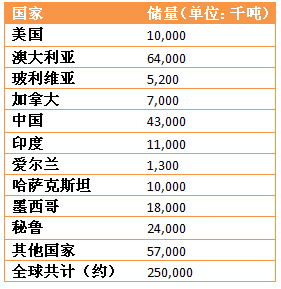 国家 储量（单位：千吨）
美国 10,000
澳大利亚 64,000
玻利维亚 5,200
加拿大 7,000
中国 43,000
印度 11,000
爱尔兰 1,300
哈萨克斯坦 10,000
墨西哥 18,000
秘鲁 24,000
其他国家 57,000
全球共计（约） 250,000